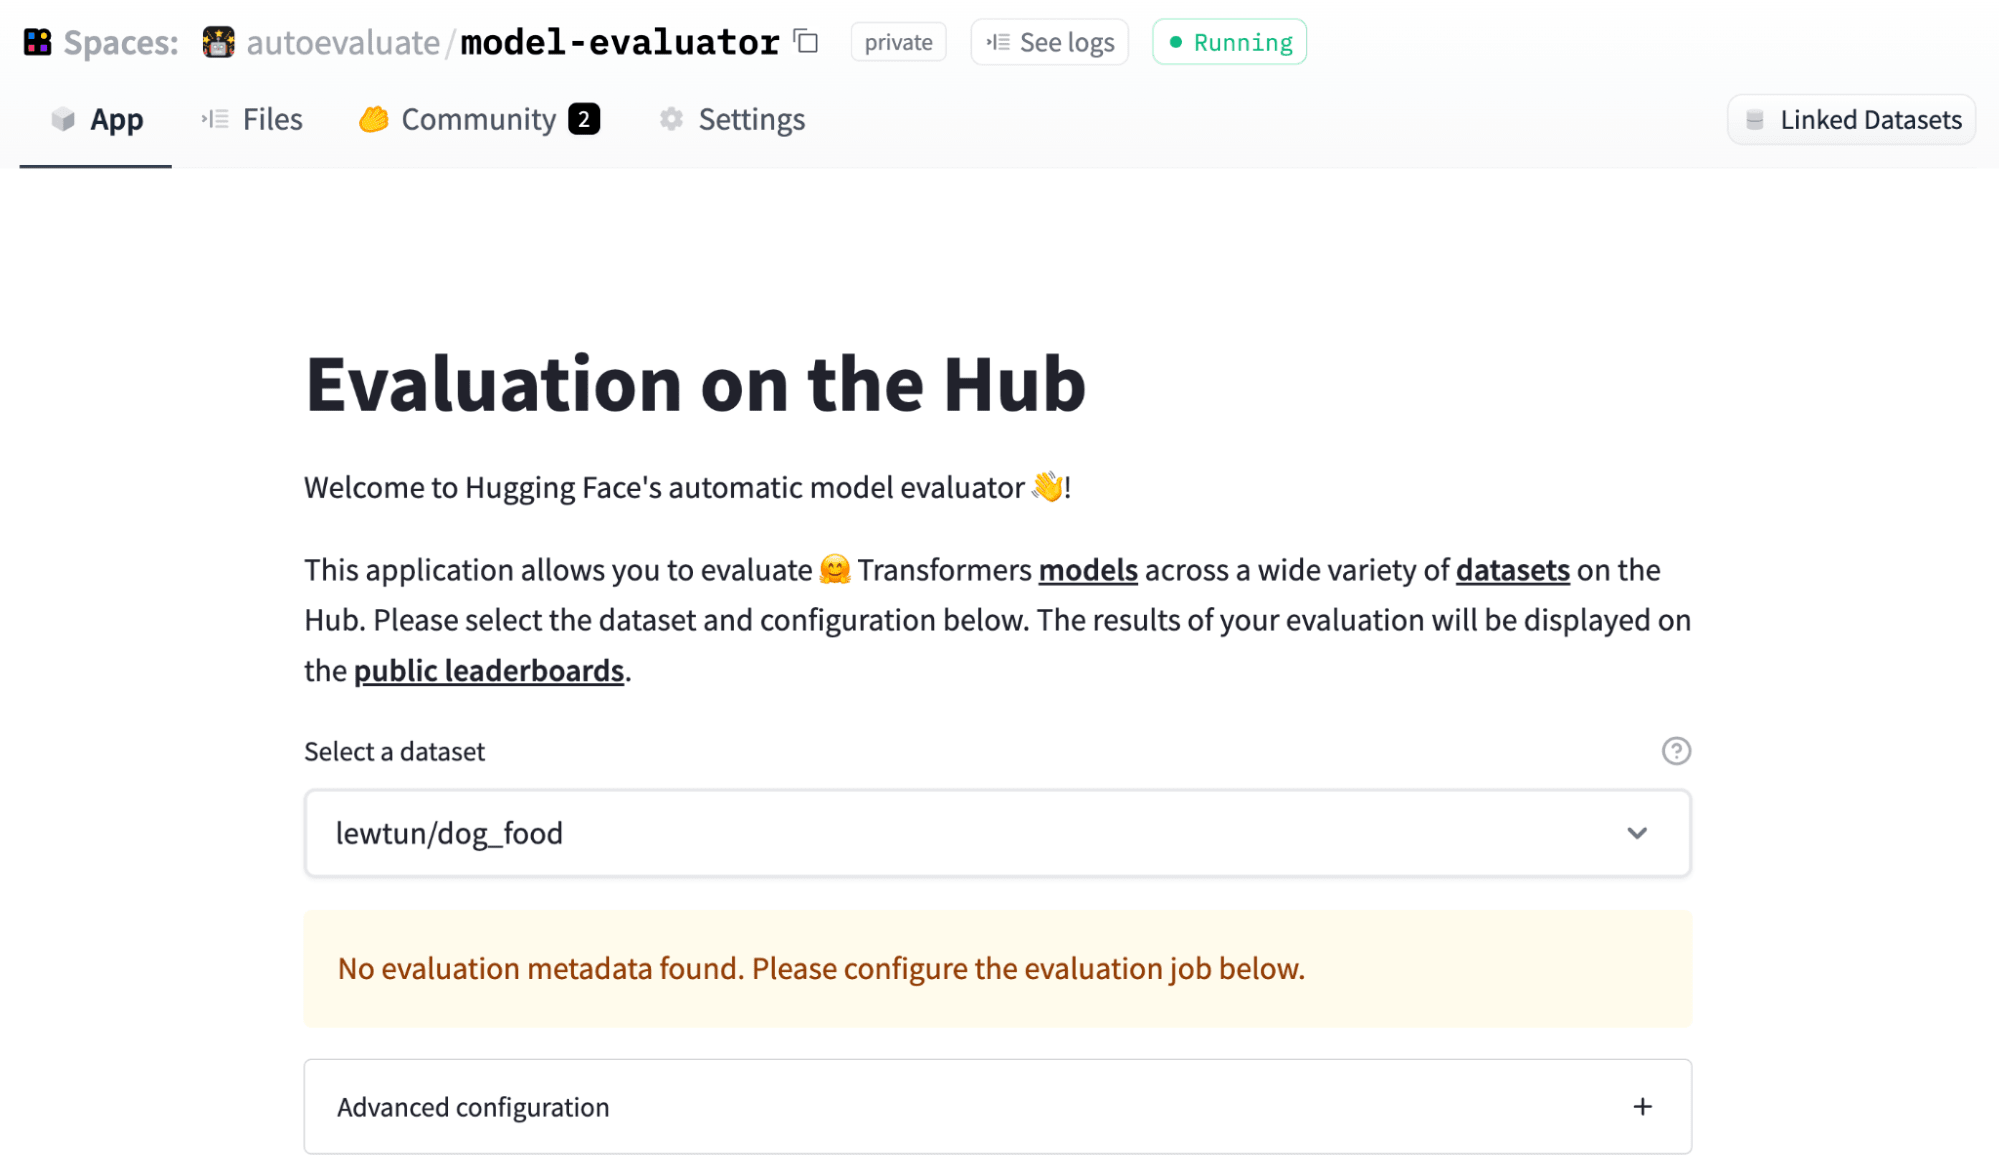 Spaces: autoevaluate/model-evaluator private See logs Running
App Files Community 2 Settings Linked Datasets
Evaluation on the Hub
Welcome to Hugging Face's automatic model evaluator 👋!
This application allows you to evaluate 🤗 Transformers models across a wide variety of datasets on the
Hub. Please select the dataset and configuration below. The results of your evaluation will be displayed on
the public leaderboards.
Select a dataset
lewtun/dog_food
No evaluation metadata found. Please configure the evaluation job below.
Advanced configuration